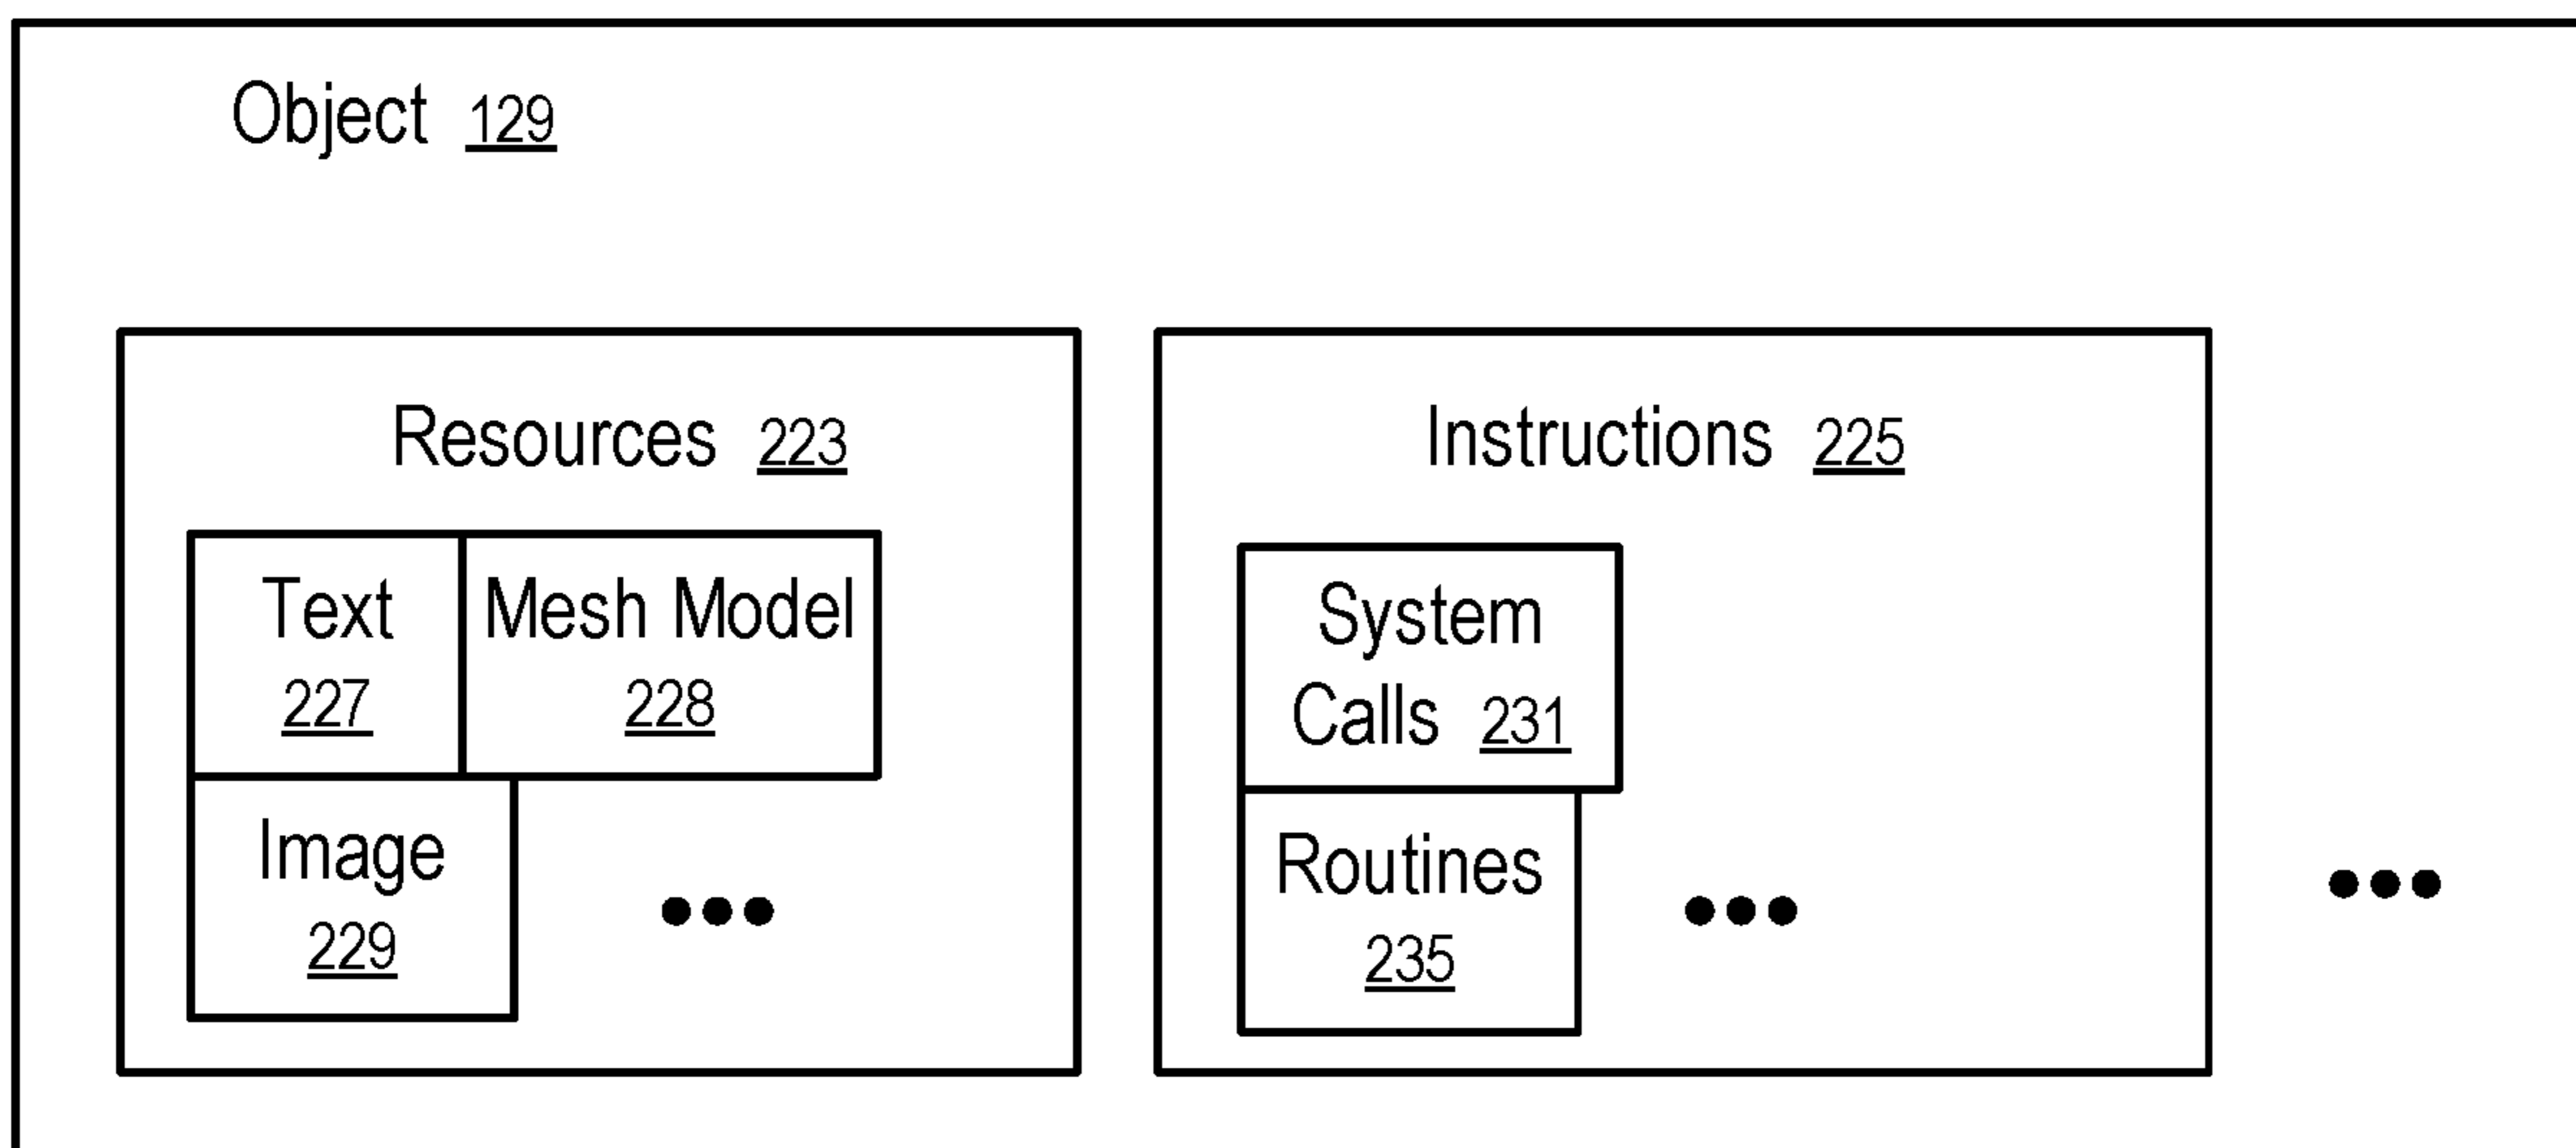 Object 129
Resources 223
Text
227
Mesh Model
228
Image
229
•••
Instructions 225
System
Calls 231
Routines
235
•••
•••